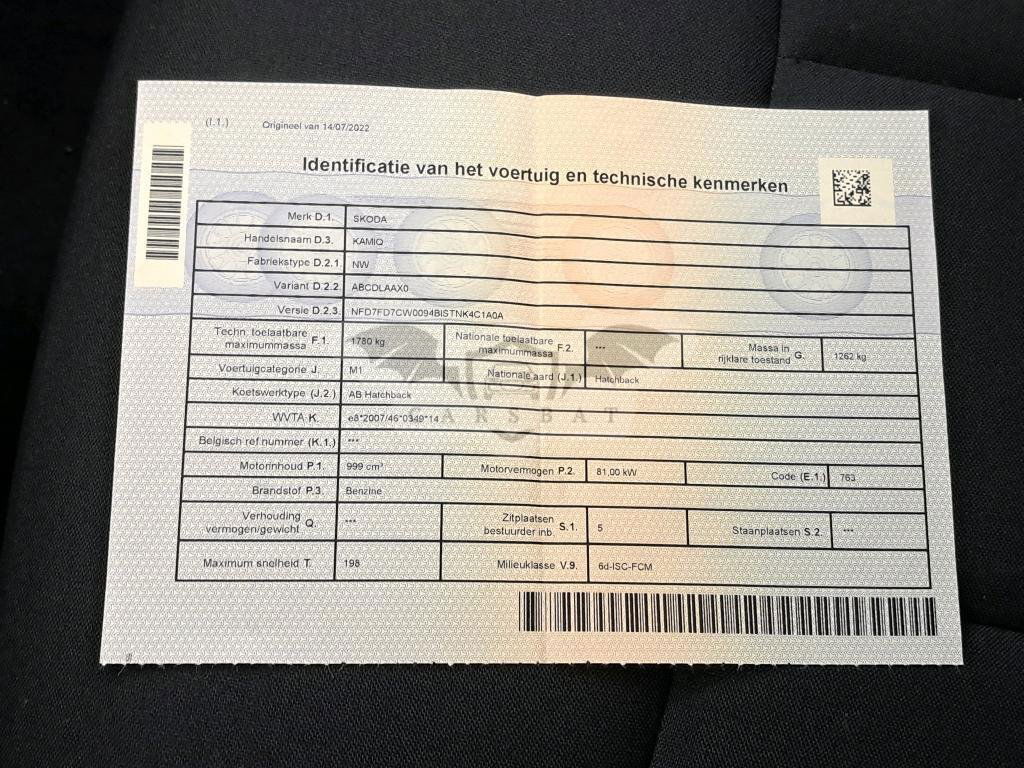 (I.1.) Origineel van 14/07/2022
Identificatie van het voertuig en technische kenmerken
Merk D.1. SKODA
Handelsnaam D.3. KAMIQ
Fabriekstype D.2.1. NW
Variant D.2.2. ABCDLAAX0
Versie D.2.3. NFD7FD7CW0094BISTNK4C1A0A
Techn. toelaatbare maximummassa F.1. 1780 kg Nationale toelaatbare maximummassa F.2. --- Massa in rijklare toestand G. 1262 kg
Voertuigcategorie J. M1 Nationale aard (J.1.) Hatchback
Koetswerktype (J.2.) AB Hatchback
WVTA K. e8*2007/46*0349*14
CARSBAT
Belgisch ref nummer (K.1.) ---
Motorinhoud P.1. 999 cm³ Motorvermogen P.2. 81,00 kW Code (E.1.) 763
Brandstof P.3. Benzine
Verhouding vermogen/gewicht Q. --- Zitplaatsen bestuurder inb. S.1. 5 Staanplaatsen S.2. ---
Maximum snelheid T. 198 Milieuklasse V.9. 6d-ISC-FCM